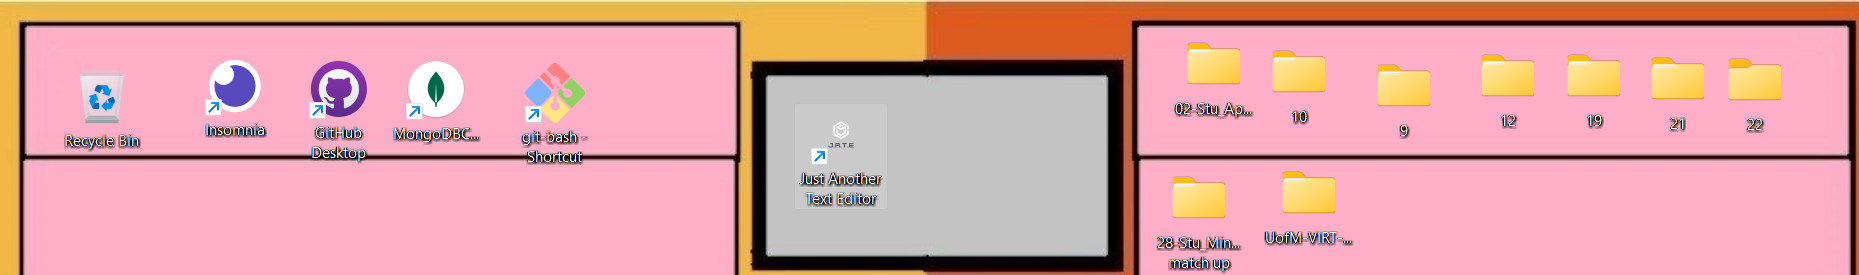 Recycle Bin
Insomnia
GitHub
Desktop
MongoDBC...
git-bash -
Shortcut
J.A.T.E
Just Another
Text Editor
02-Stu_Ap...
10
9
12
19
21
22
28-Stu_Min...
match up
UofM-VIRT-...